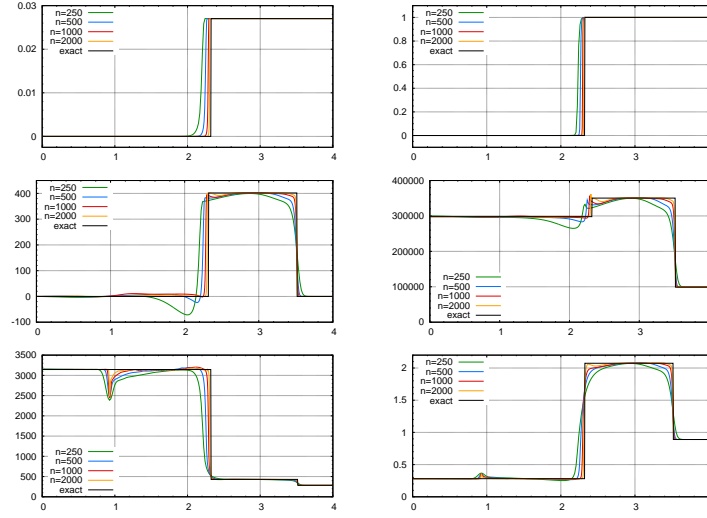 n=250
n=500
n=1000
n=2000
exact
0.03
0.02
0.01
0
0 1 2 3 4
n=250
n=500
n=1000
n=2000
exact
1
0.8
0.6
0.4
0.2
0
0 1 2 3 4
n=250
n=500
n=1000
n=2000
exact
400
300
200
100
0
-100
0 1 2 3 4
400000
300000
200000
100000
0
n=250
n=500
n=1000
n=2000
exact
0 1 2 3 4
3500
3000
2500
2000
1500
1000
500
0
n=250
n=500
n=1000
n=2000
exact
0 1 2 3 4
n=250
n=500
n=1000
n=2000
exact
2
1.5
1
0.5
0
0 1 2 3 4